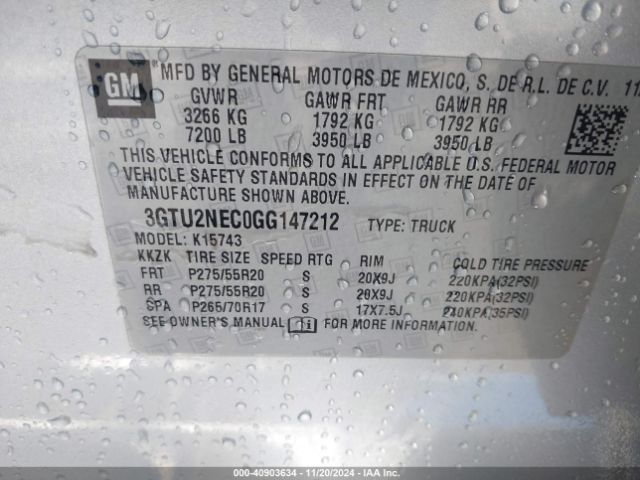 GM
MFD BY GENERAL MOTORS DE MEXICO, S. DE R.L. DE C.V. 11
GVWR GAWR FRT GAWR RR
3266 KG 1792 KG 1792 KG
7200 LB 3950 LB 3950 LB
THIS VEHICLE CONFORMS TO ALL APPLICABLE U.S. FEDERAL MOTOR
VEHICLE SAFETY STANDARDS IN EFFECT ON THE DATE OF
MANUFACTURE SHOWN ABOVE.
3GTU2NEC0GG147212 TYPE: TRUCK
MODEL: K15743
KKZK TIRE SIZE SPEED RTG RIM COLD TIRE PRESSURE
FRT P275/55R20 S 20X9J 220KPA(32PSI)
RR P275/55R20 S 20X9J 220KPA(32PSI)
SPA P265/70R17 S 17X7.5J 240KPA(35PSI)
SEE OWNER'S MANUAL FOR MORE INFORMATION.
000-40903634 - 11/20/2024 - IAA Inc.